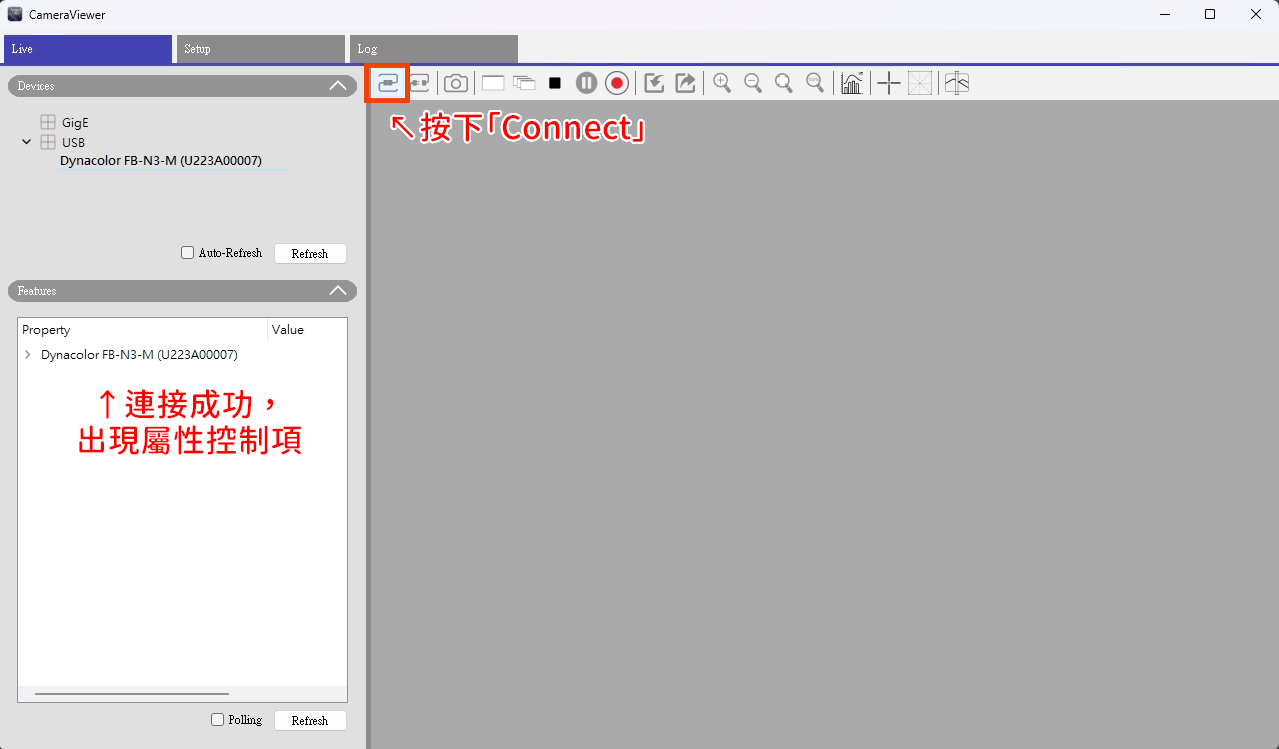 CameraViewer
Live
Setup
Log
Devices
GigE
USB
Dynacolor FB-N3-M (U223A00007)
Auto-Refresh
Refresh
Features
Property
Value
Dynacolor FB-N3-M (U223A00007)
↑連接成功，
出現屬性控制項
Polling
Refresh
↖按下「Connect」